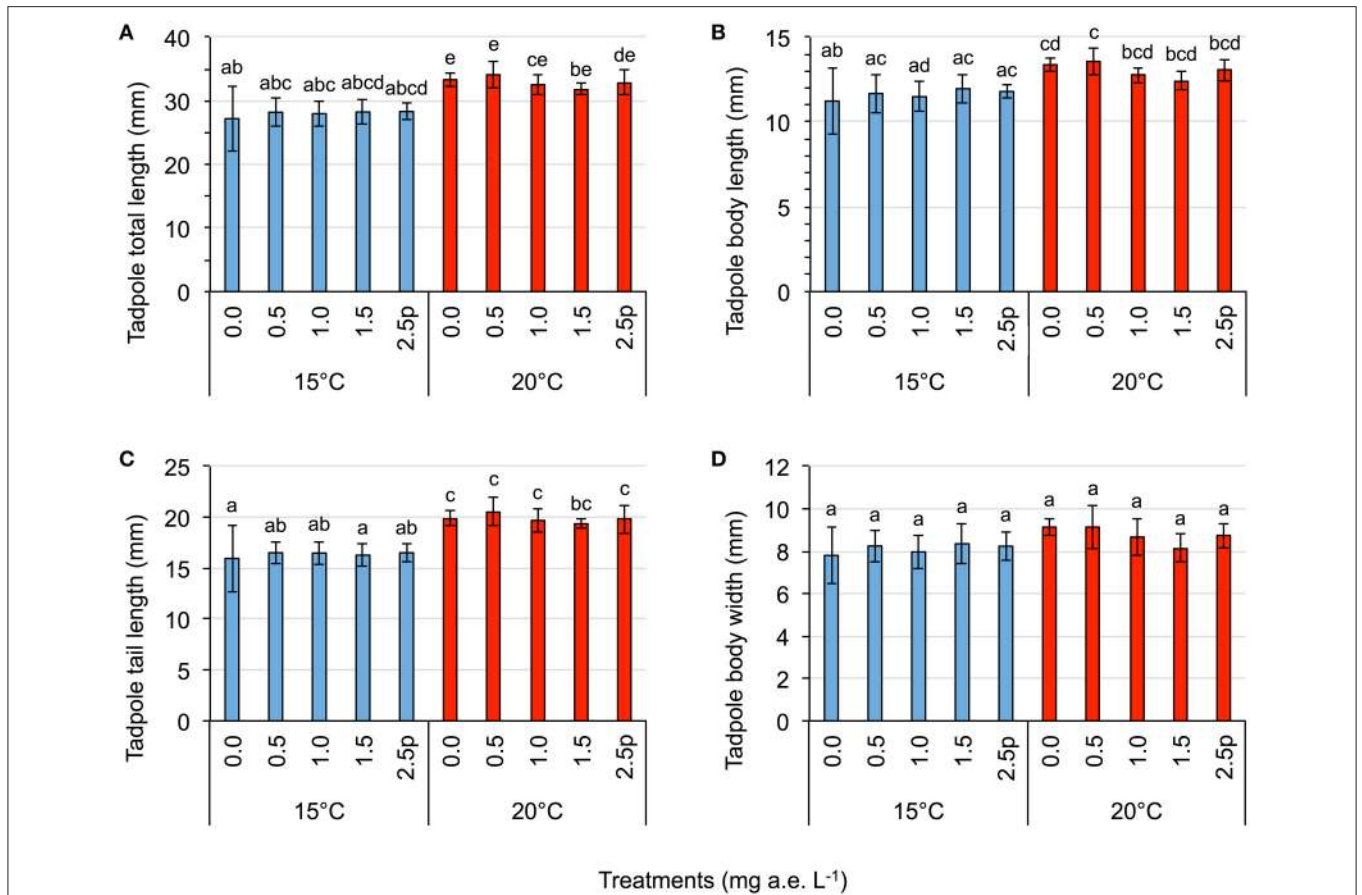 A
Tadpole total length (mm)
40
30
20
10
0
ab abc abc abcd abcd e e ce be de
0.0 0.5 1.0 1.5 2.5p 0.0 0.5 1.0 1.5 2.5p
15°C 20°C
B
Tadpole body length (mm)
15
10
5
0
ab ac ad ac ac cd c bcd bcd bcd
0.0 0.5 1.0 1.5 2.5p 0.0 0.5 1.0 1.5 2.5p
15°C 20°C
C
Tadpole tail length (mm)
25
20
15
10
5
0
a ab ab a ab c c c bc c
0.0 0.5 1.0 1.5 2.5p 0.0 0.5 1.0 1.5 2.5p
15°C 20°C
D
Tadpole body width (mm)
12
10
8
6
4
2
0
a a a a a a a a a a
0.0 0.5 1.0 1.5 2.5p 0.0 0.5 1.0 1.5 2.5p
15°C 20°C
Treatments (mg a.e. L⁻¹)